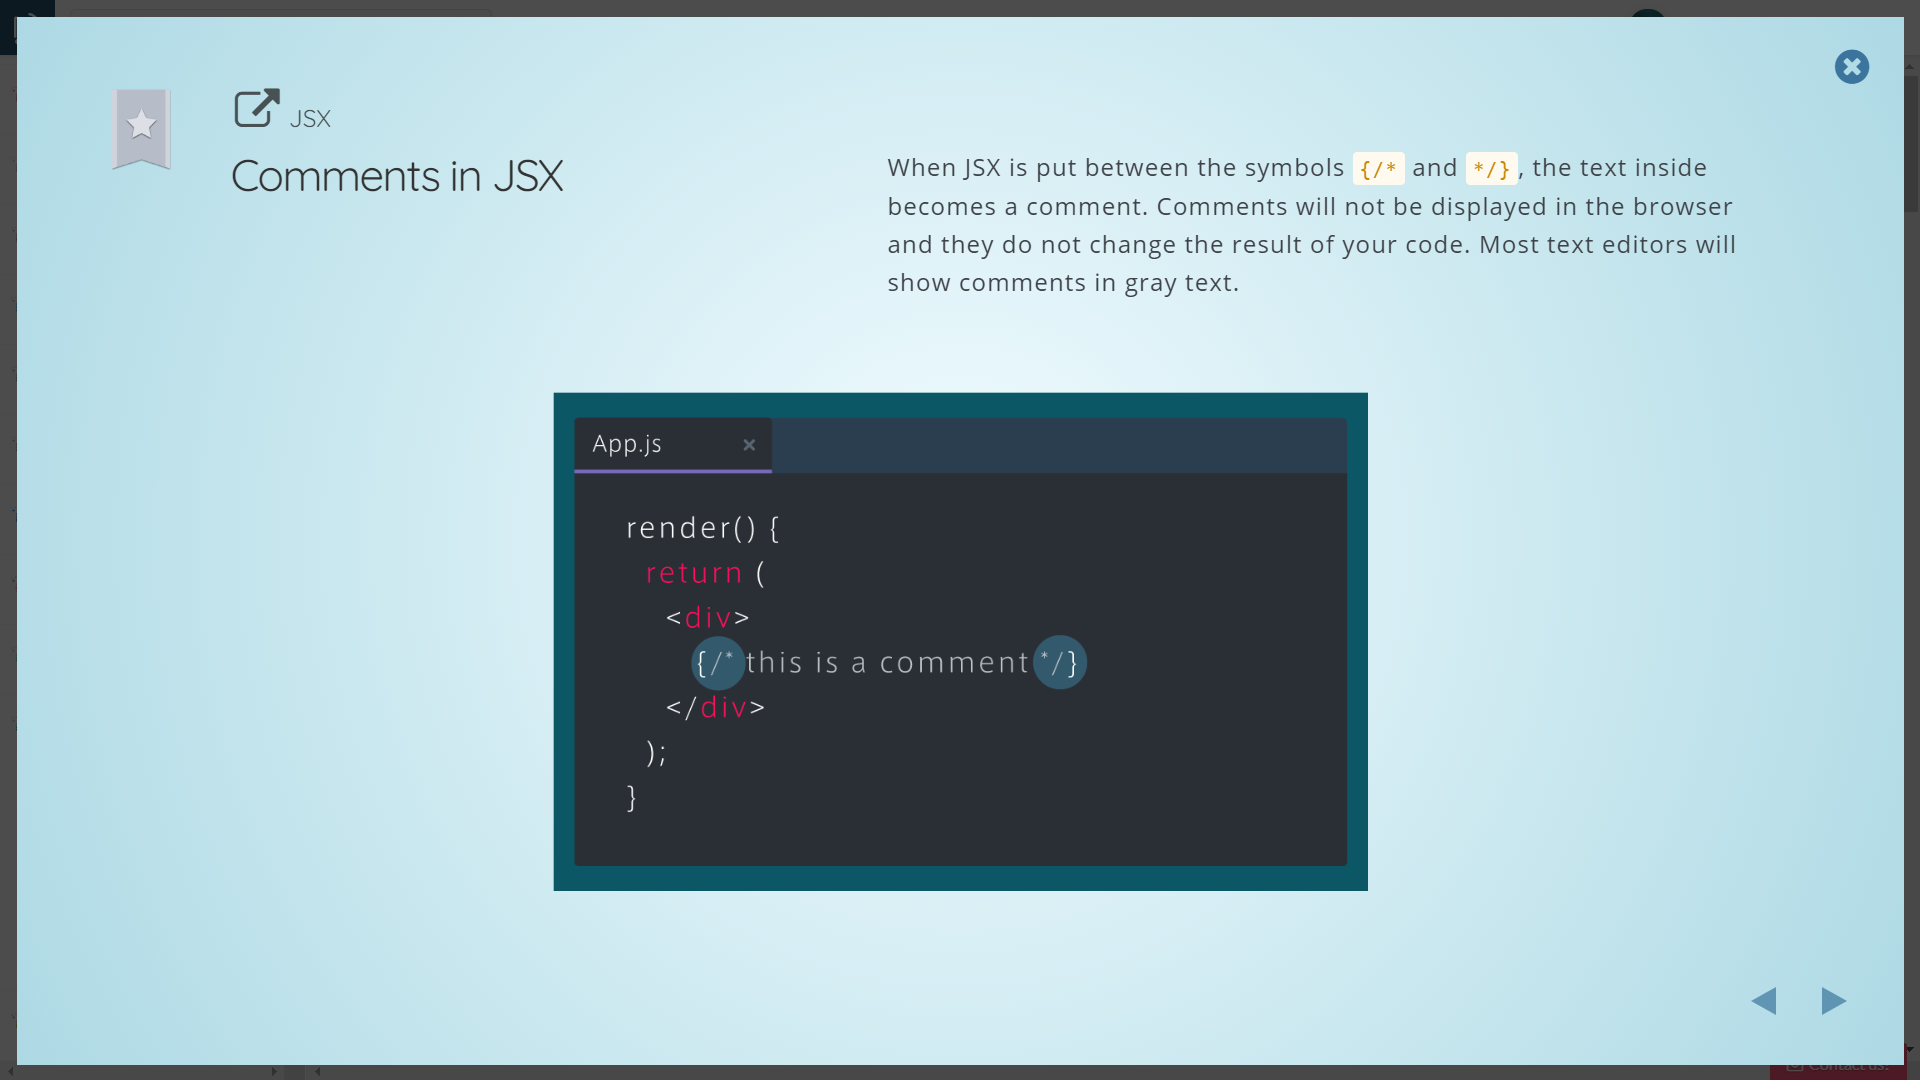 JSX
Comments in JSX
When JSX is put between the symbols {/* and */}, the text inside
becomes a comment. Comments will not be displayed in the browser
and they do not change the result of your code. Most text editors will
show comments in gray text.
App.js ×
render() {
return (
<div>
{/* this is a comment */}
</div>
);
}
Contact us!